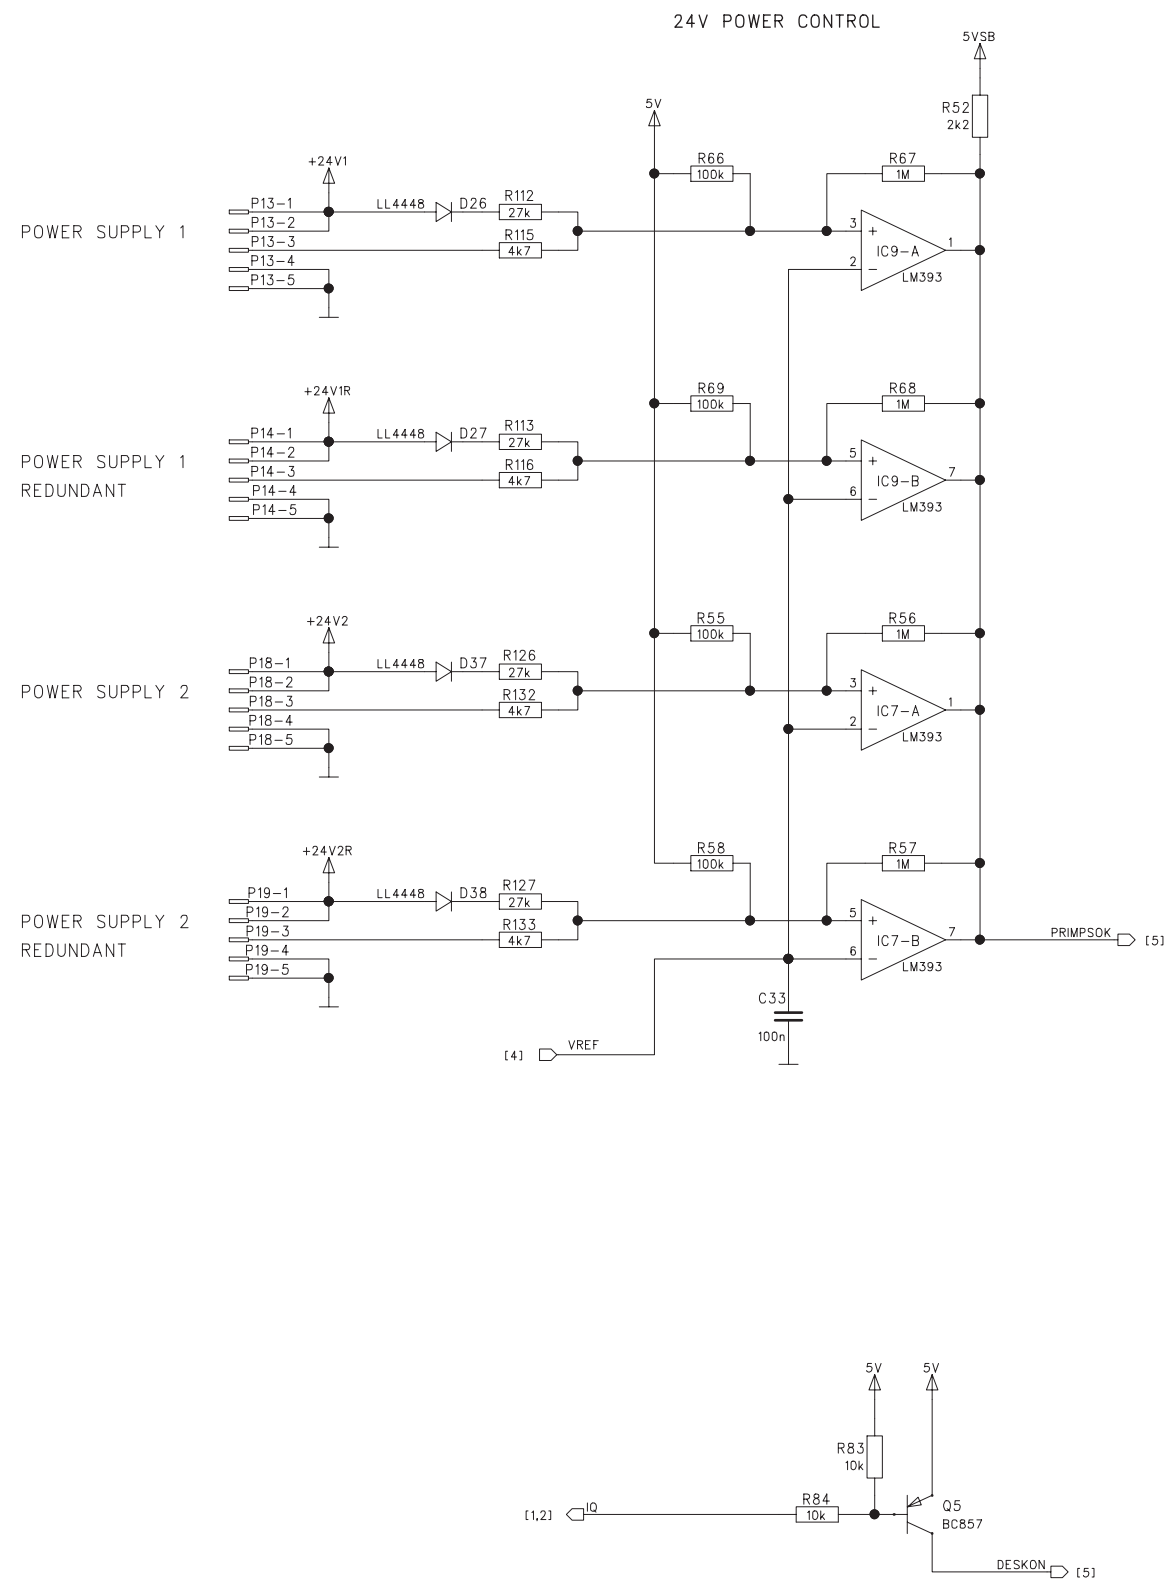 24V POWER CONTROL
5VSB
R52
2k2
5V
R66
100k
R67
1M
+24V1
POWER SUPPLY 1
P13-1
P13-2
P13-3
P13-4
P13-5
LL4448
D26
R112
27k
R115
4k7
3
+
2
-
IC9-A
1
LM393
R69
100k
R68
1M
+24V1R
POWER SUPPLY 1
REDUNDANT
P14-1
P14-2
P14-3
P14-4
P14-5
LL4448
D27
R113
27k
R116
4k7
5
+
6
-
IC9-B
7
LM393
R55
100k
R56
1M
+24V2
POWER SUPPLY 2
P18-1
P18-2
P18-3
P18-4
P18-5
LL4448
D37
R126
27k
R132
4k7
3
+
2
-
IC7-A
1
LM393
R58
100k
R57
1M
+24V2R
POWER SUPPLY 2
REDUNDANT
P19-1
P19-2
P19-3
P19-4
P19-5
LL4448
D38
R127
27k
R133
4k7
5
+
6
-
IC7-B
7
LM393
PRIMPSOK
[5]
C33
100n
[4]
VREF
5V
5V
R83
10k
[1,2]
IQ
R84
10k
Q5
BC857
DESKON
[5]